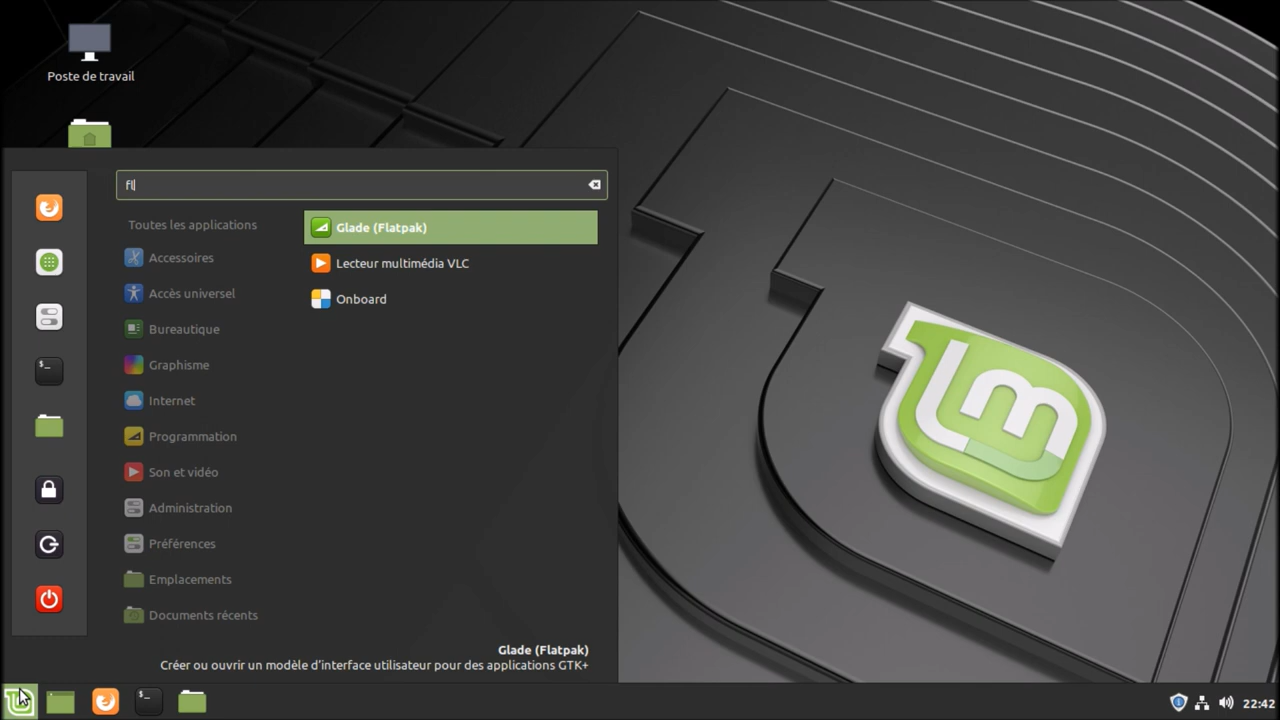 Poste de travail
fl
Toutes les applications
Accessoires
Accès universel
Bureautique
Graphisme
Internet
Programmation
Son et vidéo
Administration
Préférences
Emplacements
Documents récents
Glade (Flatpak)
Lecteur multimédia VLC
Onboard
Glade (Flatpak)
Créer ou ouvrir un modèle d’interface utilisateur pour des applications GTK+
22:42